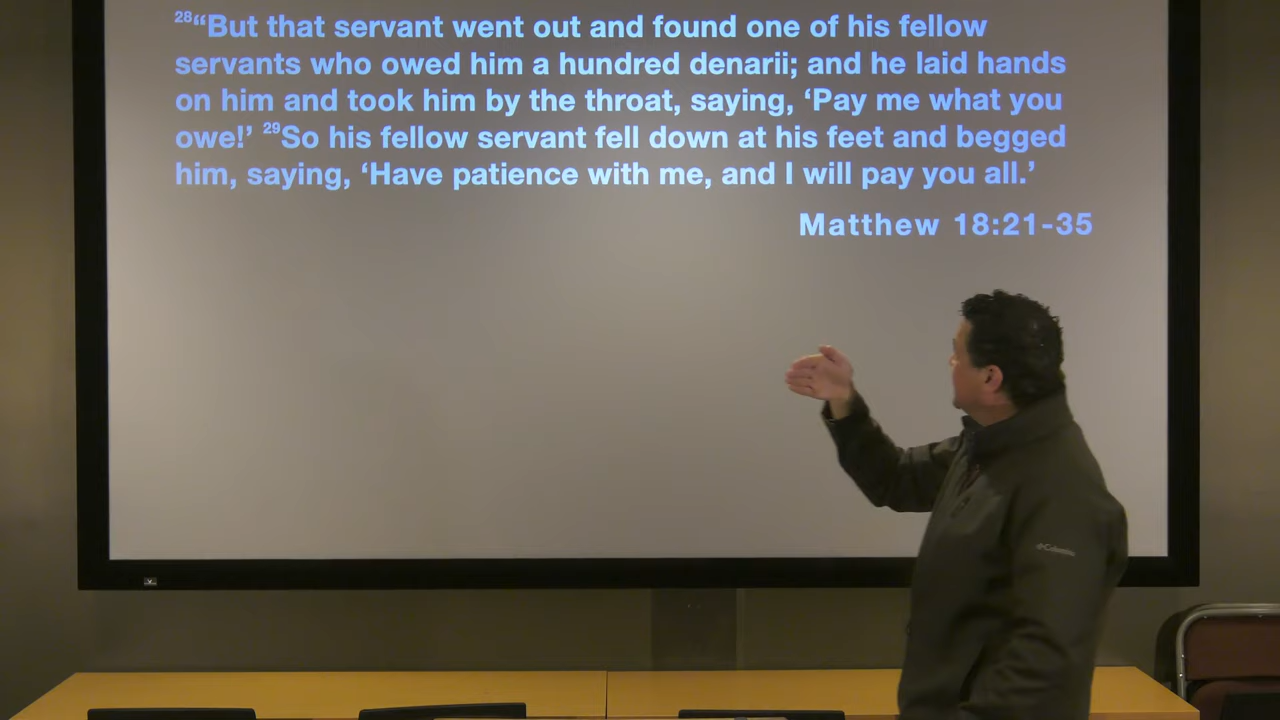 28“But that servant went out and found one of his fellow
servants who owed him a hundred denarii; and he laid hands
on him and took him by the throat, saying, ‘Pay me what you
owe!’ 29So his fellow servant fell down at his feet and begged
him, saying, ‘Have patience with me, and I will pay you all.’
Matthew 18:21-35
Columbia